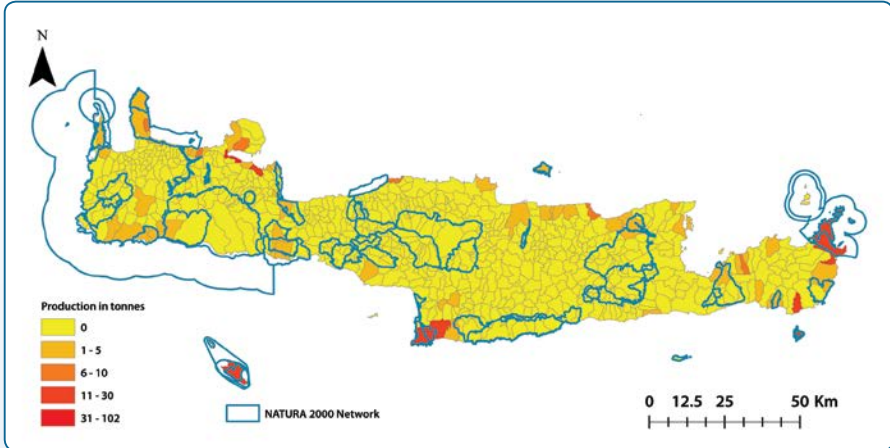 N
Production in tonnes
0
1 - 5
6 - 10
11 - 30
31 - 102
NATURA 2000 Network
0 12.5 25 50 Km